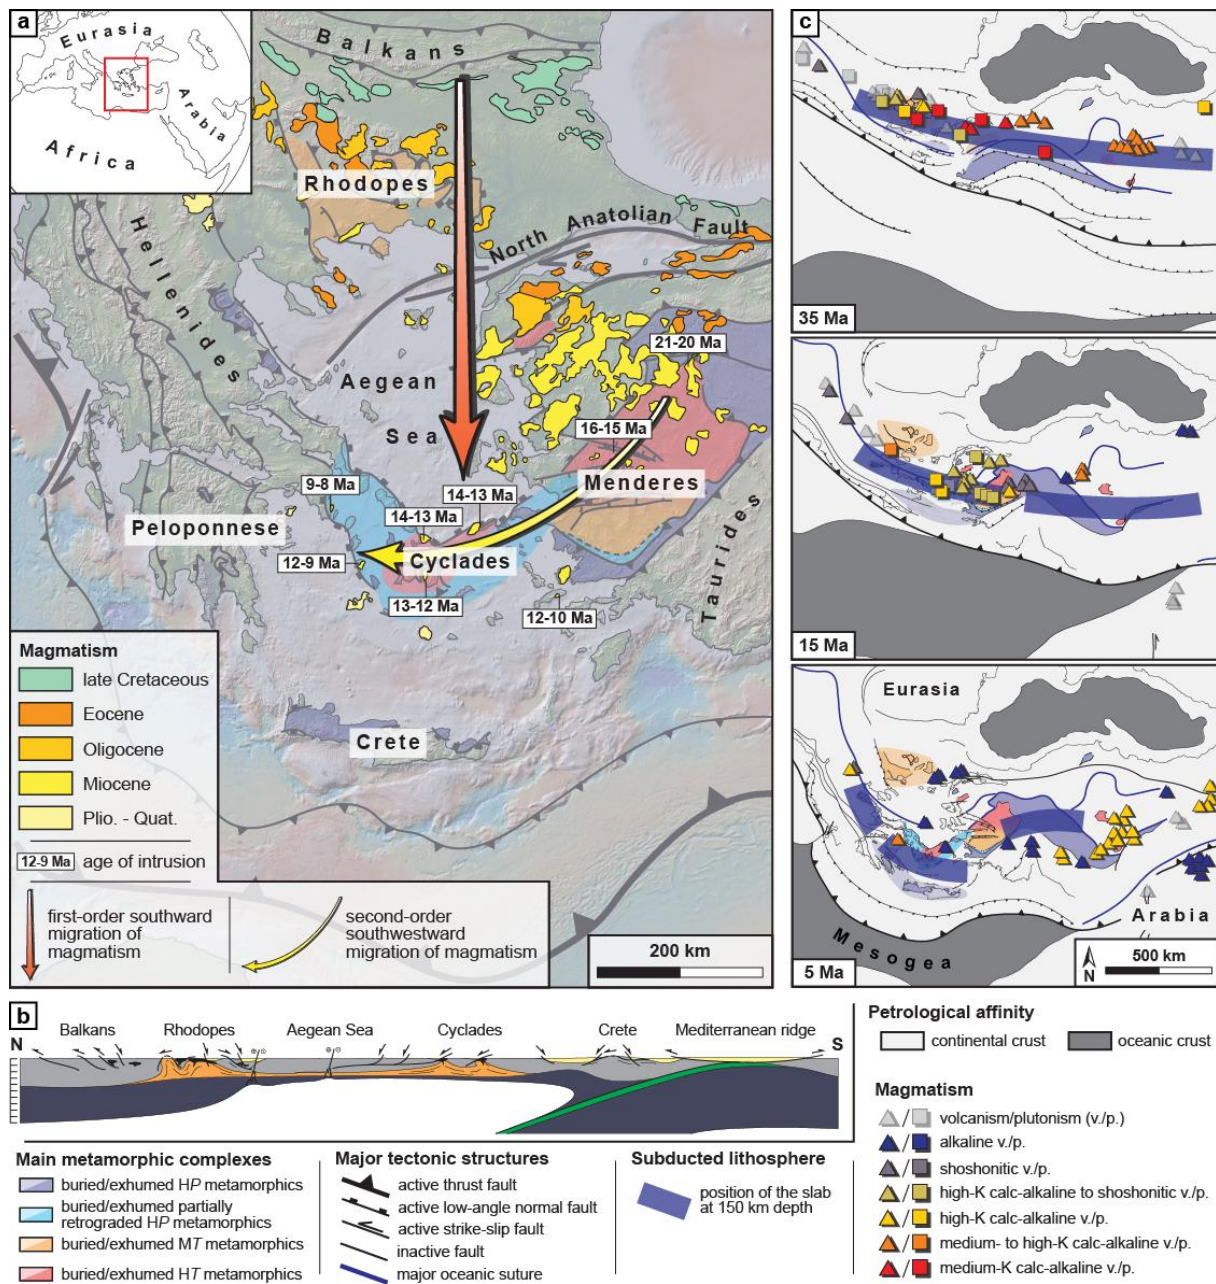 a
Eurasia
Arabia
Africa
Balkans
Rhodopes
Hellenides
North Anatolian Fault
Aegean
Sea
21-20 Ma
16-15 Ma
Menderes
9-8 Ma
14-13 Ma
14-13 Ma
Peloponnese
12-9 Ma
Cyclades
13-12 Ma
12-10 Ma
Taurides
Crete
Magmatism
late Cretaceous
Eocene
Oligocene
Miocene
Plio. - Quat.
12-9 Ma age of intrusion
first-order southward
migration of
magmatism
second-order
southwestward
migration of magmatism
200 km
c
35 Ma
15 Ma
Eurasia
Arabia
Mesogea
5 Ma
N
500 km
b
Balkans Rhodopes Aegean Sea Cyclades Crete Mediterranean ridge
N S
Main metamorphic complexes
buried/exhumed HP metamorphics
buried/exhumed partially
retrograded HP metamorphics
buried/exhumed MT metamorphics
buried/exhumed HT metamorphics
Major tectonic structures
active thrust fault
active low-angle normal fault
active strike-slip fault
inactive fault
major oceanic suture
Subducted lithosphere
position of the slab
at 150 km depth
Petrological affinity
continental crust
oceanic crust
Magmatism
/ volcanism/plutonism (v./p.)
/ alkaline v./p.
/ shoshonitic v./p.
/ high-K calc-alkaline to shoshonitic v./p.
/ high-K calc-alkaline v./p.
/ medium- to high-K calc-alkaline v./p.
/ medium-K calc-alkaline v./p.